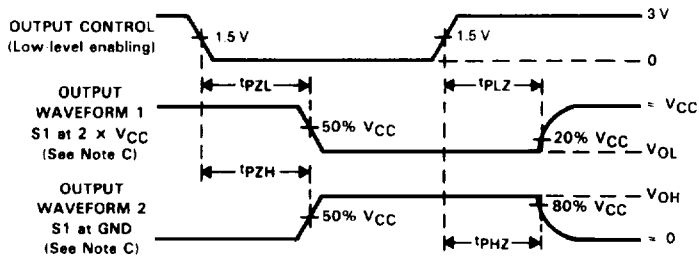 OUTPUT CONTROL
(Low-level enabling)
1.5 V
1.5 V
3 V
0
tPZL
tPLZ
OUTPUT
WAVEFORM 1
S1 at 2 × VCC
(See Note C)
50% VCC
20% VCC
≈ VCC
VOL
tPZH
OUTPUT
WAVEFORM 2
S1 at GND
(See Note C)
50% VCC
80% VCC
VOH
≈ 0
tPHZ